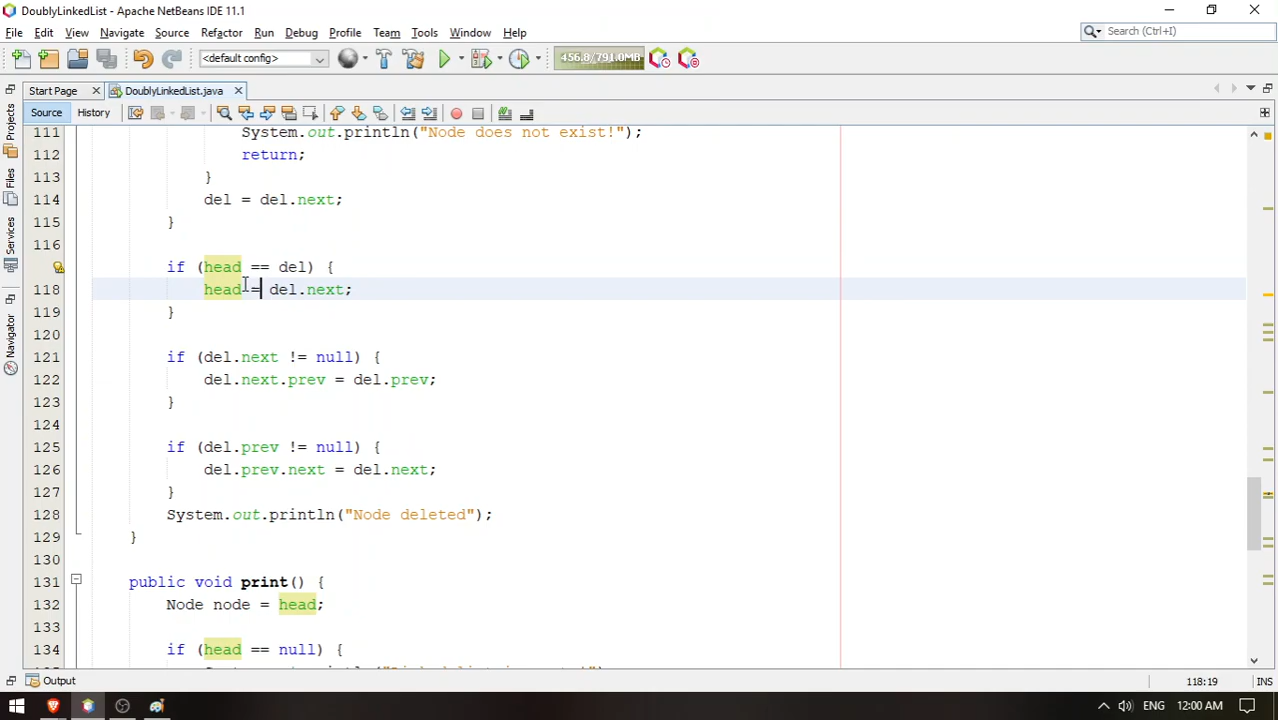 DoublyLinkedList - Apache NetBeans IDE 11.1
File Edit View Navigate Source Refactor Run Debug Profile Team Tools Window Help
Search (Ctrl+I)
<default config>
456.8/791.0MB
Start Page
DoublyLinkedList.java
Source History
Projects
Files
Services
Navigator
111 System.out.println("Node does not exist!");
112 return;
113 }
114 del = del.next;
115 }
116
if (head == del) {
118 head = del.next;
119 }
120
121 if (del.next != null) {
122 del.next.prev = del.prev;
123 }
124
125 if (del.prev != null) {
126 del.prev.next = del.next;
127 }
128 System.out.println("Node deleted");
129 }
130
131 public void print() {
132 Node node = head;
133
134 if (head == null) {
Output
118:19 INS
ENG 12:00 AM